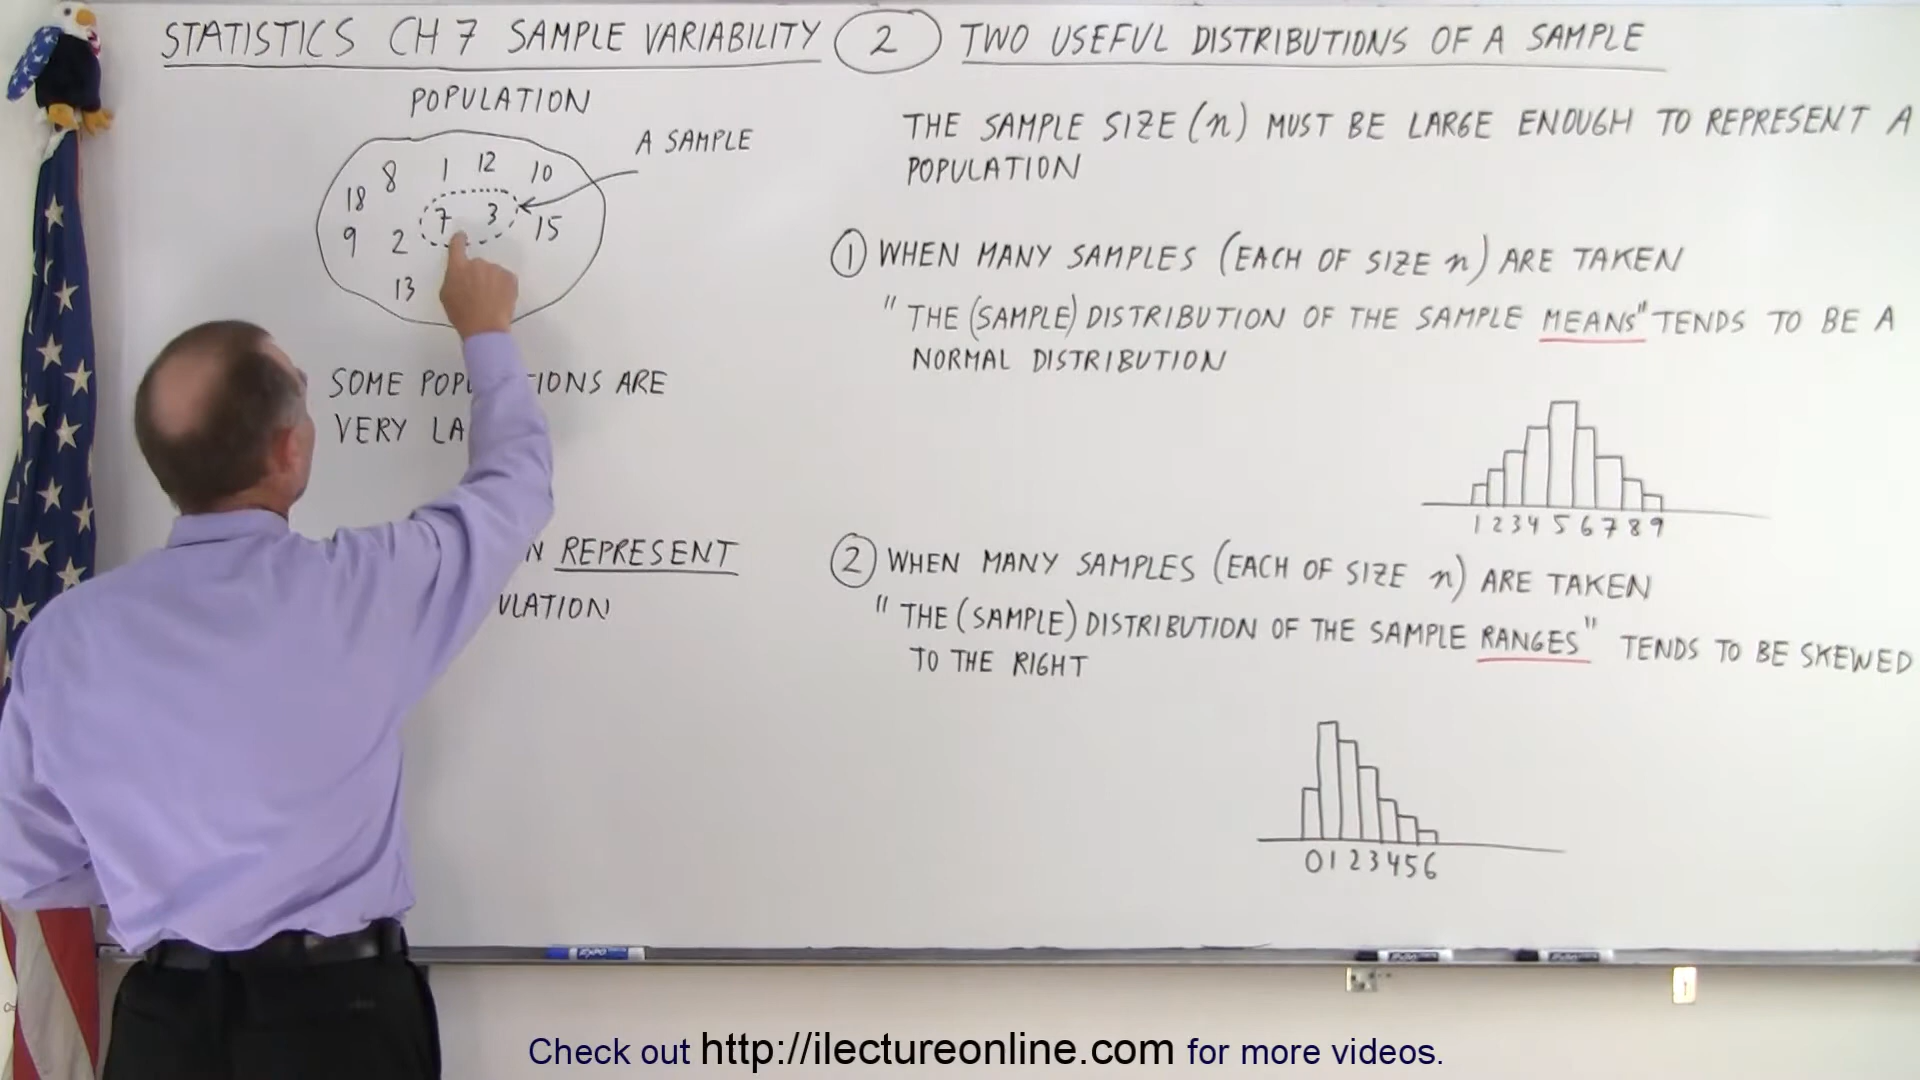 STATISTICS CH 7 SAMPLE VARIABILITY 2 TWO USEFUL DISTRIBUTIONS OF A SAMPLE
POPULATION
A SAMPLE
18 8 1 12 10
9 2 7 3 15
13
SOME ARE
VERY
REPRESENT
THE SAMPLE SIZE (n) MUST BE LARGE ENOUGH TO REPRESENT A
POPULATION
1 WHEN MANY SAMPLES (EACH OF SIZE n) ARE TAKEN
" THE (SAMPLE) DISTRIBUTION OF THE SAMPLE MEANS" TENDS TO BE A
NORMAL DISTRIBUTION
1 2 3 4 5 6 7 8 9
2 WHEN MANY SAMPLES (EACH OF SIZE n) ARE TAKEN
" THE (SAMPLE) DISTRIBUTION OF THE SAMPLE RANGES" TENDS TO BE SKEWED
TO THE RIGHT
0 1 2 3 4 5 6
Check out http://ilectureonline.com for more videos.